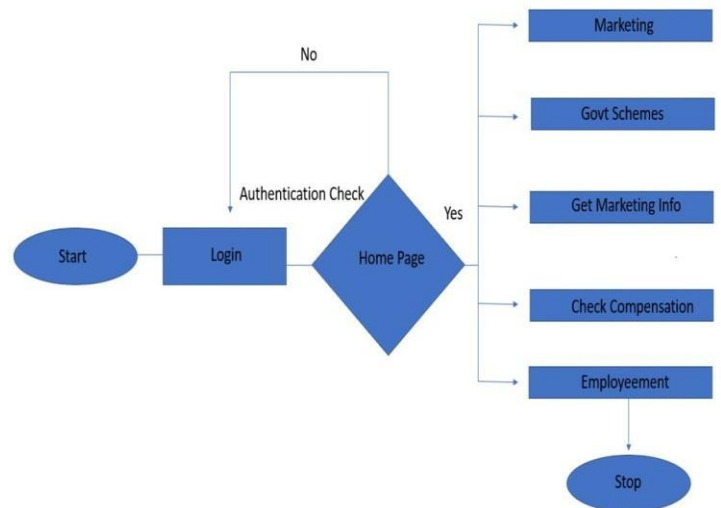 Marketing
No
Govt Schemes
Authentication Check
Yes
Get Marketing Info
Start
Login
Home Page
Check Compensation
Employeement
Stop